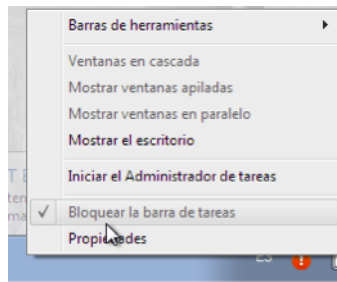 Barras de herramientas
Ventanas en cascada
Mostrar ventanas apiladas
Mostrar ventanas en paralelo
Mostrar el escritorio
Iniciar el Administrador de tareas
Bloquear la barra de tareas
Propiedades
ES